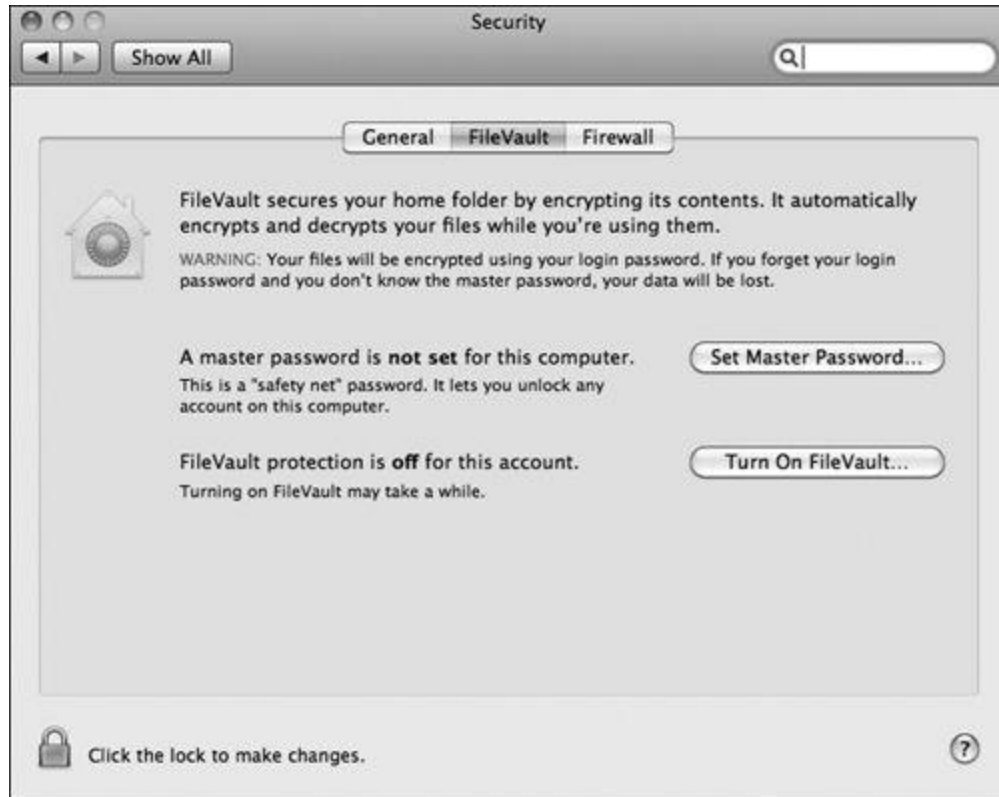 Security
Show All
General FileVault Firewall
FileVault secures your home folder by encrypting its contents. It automatically
encrypts and decrypts your files while you're using them.
WARNING: Your files will be encrypted using your login password. If you forget your login
password and you don't know the master password, your data will be lost.
A master password is not set for this computer.
Set Master Password...
This is a "safety net" password. It lets you unlock any
account on this computer.
FileVault protection is off for this account.
Turn On FileVault...
Turning on FileVault may take a while.
Click the lock to make changes.
?